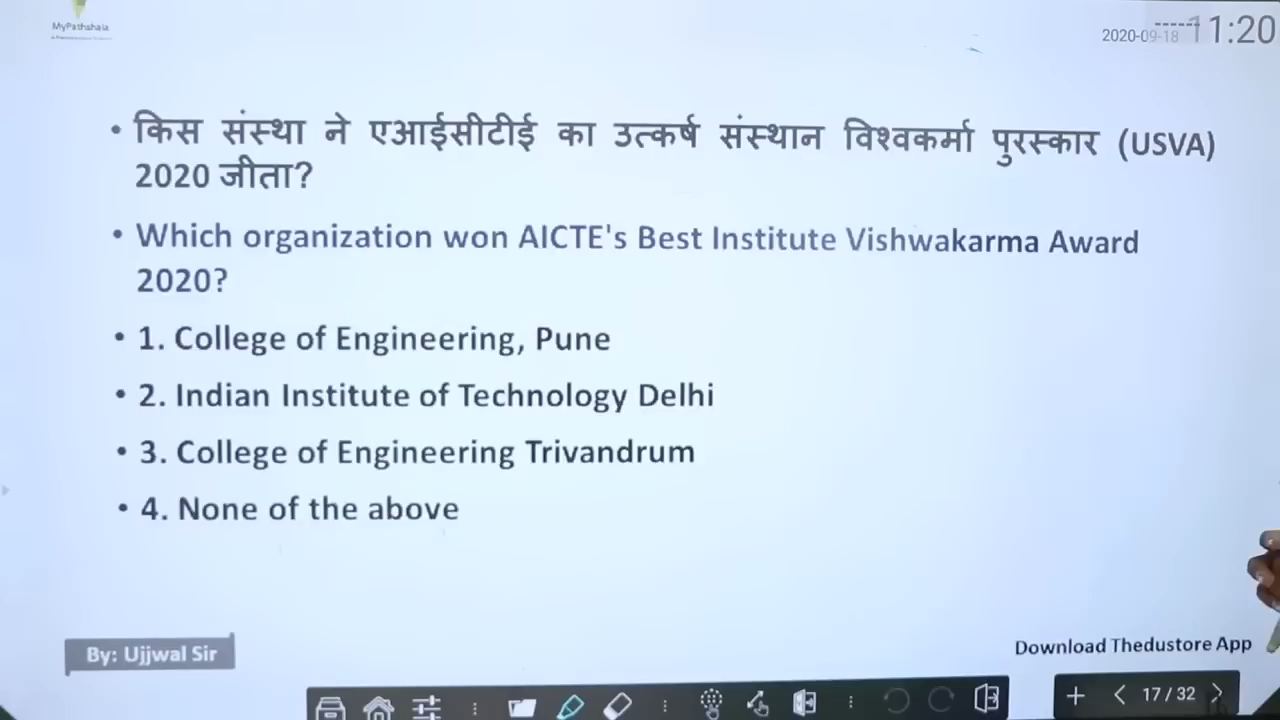 MyPathshala
2020-09-18 11:20
• किस संस्था ने एआईसीटीई का उत्कर्ष संस्थान विश्वकर्मा पुरस्कार (USVA)
2020 जीता?
• Which organization won AICTE's Best Institute Vishwakarma Award
2020?
• 1. College of Engineering, Pune
• 2. Indian Institute of Technology Delhi
• 3. College of Engineering Trivandrum
• 4. None of the above
By: Ujjwal Sir
Download Thedustore App
17 / 32